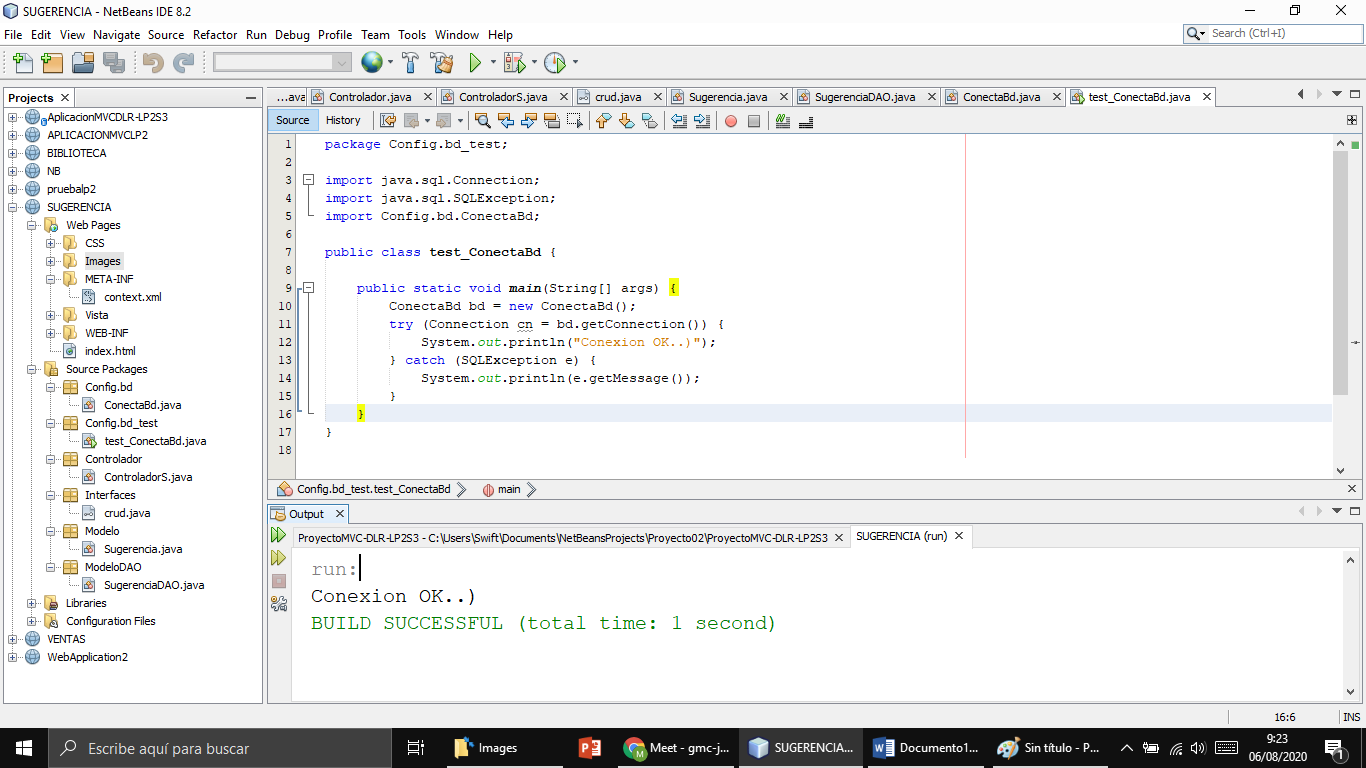 SUGERENCIA - NetBeans IDE 8.2
File Edit View Navigate Source Refactor Run Debug Profile Team Tools Window Help
Search (Ctrl+I)
Projects
AplicacionMVCDLR-LP2S3
APLICACIONMVCLP2
BIBLIOTECA
NB
pruebalp2
SUGERENCIA
Web Pages
CSS
Images
META-INF
context.xml
Vista
WEB-INF
index.html
Source Packages
Config.bd
ConectaBd.java
Config.bd_test
test_ConectaBd.java
Controlador
ControladorS.java
Interfaces
crud.java
Modelo
Sugerencia.java
ModeloDAO
SugerenciaDAO.java
Libraries
Configuration Files
VENTAS
WebApplication2
...ava Controlador.java ControladorS.java crud.java Sugerencia.java SugerenciaDAO.java ConectaBd.java test_ConectaBd.java
Source History
1 package Config.bd_test;
2
3 import java.sql.Connection;
4 import java.sql.SQLException;
5 import Config.bd.ConectaBd;
6
7 public class test_ConectaBd {
8
9 public static void main(String[] args) {
10 ConectaBd bd = new ConectaBd();
11 try (Connection cn = bd.getConnection()) {
12 System.out.println("Conexion OK..)");
13 } catch (SQLException e) {
14 System.out.println(e.getMessage());
15 }
16 }
17 }
18
Config.bd_test.test_ConectaBd main
Output
ProyectoMVC-DLR-LP2S3 - C:\Users\Swift\Documents\NetBeansProjects\Proyecto02\ProyectoMVC-DLR-LP2S3 SUGERENCIA (run)
run:
Conexion OK..)
BUILD SUCCESSFUL (total time: 1 second)
16:6 INS
Escribe aquí para buscar
Images
Meet - gmc-j...
SUGERENCIA...
Documento1...
Sin título - P...
9:23
06/08/2020
1